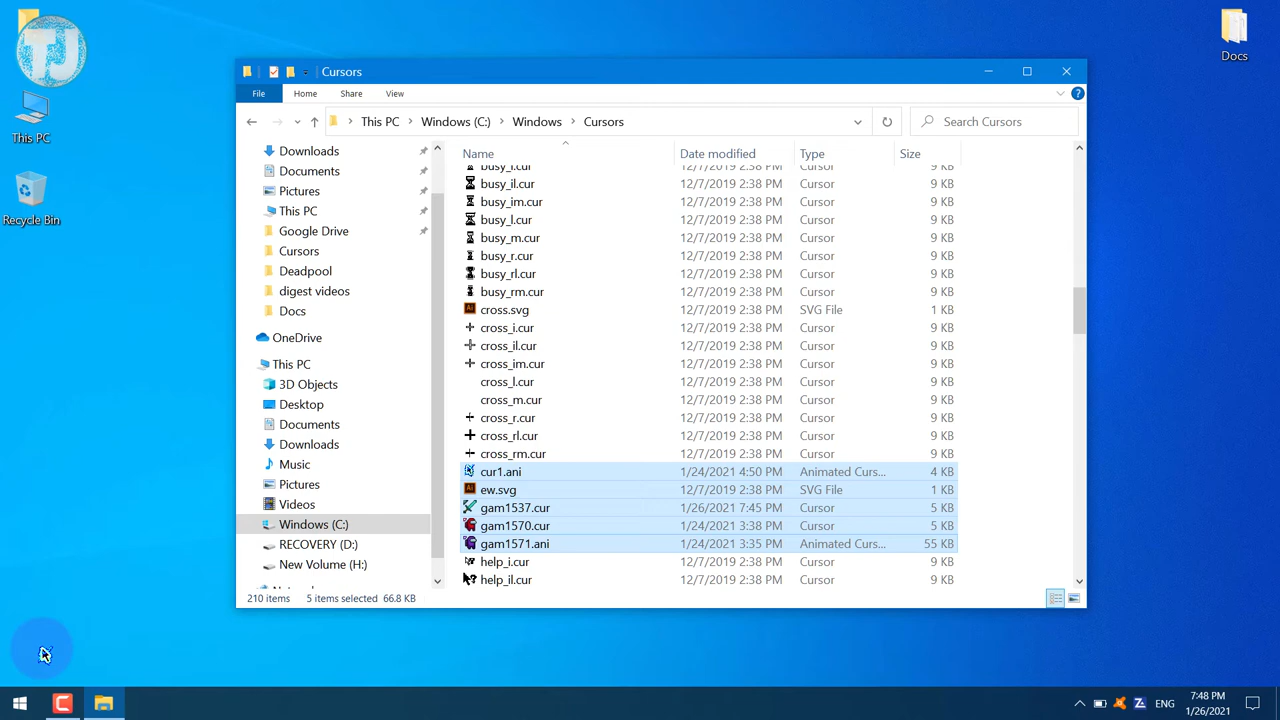 TJ
Docs
This PC
Recycle Bin
Cursors
File Home Share View
This PC Windows (C:) Windows Cursors
Search Cursors
Name Date modified Type Size
Downloads
Documents
Pictures
This PC
Google Drive
Cursors
Deadpool
digest videos
Docs
OneDrive
This PC
3D Objects
Desktop
Documents
Downloads
Music
Pictures
Videos
Windows (C:)
RECOVERY (D:)
New Volume (H:)
busy_i.cur 12/7/2019 2:38 PM Cursor 9 KB
busy_il.cur 12/7/2019 2:38 PM Cursor 9 KB
busy_im.cur 12/7/2019 2:38 PM Cursor 9 KB
busy_l.cur 12/7/2019 2:38 PM Cursor 9 KB
busy_m.cur 12/7/2019 2:38 PM Cursor 9 KB
busy_r.cur 12/7/2019 2:38 PM Cursor 9 KB
busy_rl.cur 12/7/2019 2:38 PM Cursor 9 KB
busy_rm.cur 12/7/2019 2:38 PM Cursor 9 KB
cross.svg 12/7/2019 2:38 PM SVG File 1 KB
cross_i.cur 12/7/2019 2:38 PM Cursor 9 KB
cross_il.cur 12/7/2019 2:38 PM Cursor 9 KB
cross_im.cur 12/7/2019 2:38 PM Cursor 9 KB
cross_l.cur 12/7/2019 2:38 PM Cursor 9 KB
cross_m.cur 12/7/2019 2:38 PM Cursor 9 KB
cross_r.cur 12/7/2019 2:38 PM Cursor 9 KB
cross_rl.cur 12/7/2019 2:38 PM Cursor 9 KB
cross_rm.cur 12/7/2019 2:38 PM Cursor 9 KB
cur1.ani 1/24/2021 4:50 PM Animated Curs... 4 KB
ew.svg 12/7/2019 2:38 PM SVG File 1 KB
gam1537.cur 1/26/2021 7:45 PM Cursor 5 KB
gam1570.cur 1/24/2021 3:38 PM Cursor 5 KB
gam1571.ani 1/24/2021 3:35 PM Animated Curs... 55 KB
help_i.cur 12/7/2019 2:38 PM Cursor 9 KB
help_il.cur 12/7/2019 2:38 PM Cursor 9 KB
210 items 5 items selected 66.8 KB
ENG
7:48 PM
1/26/2021